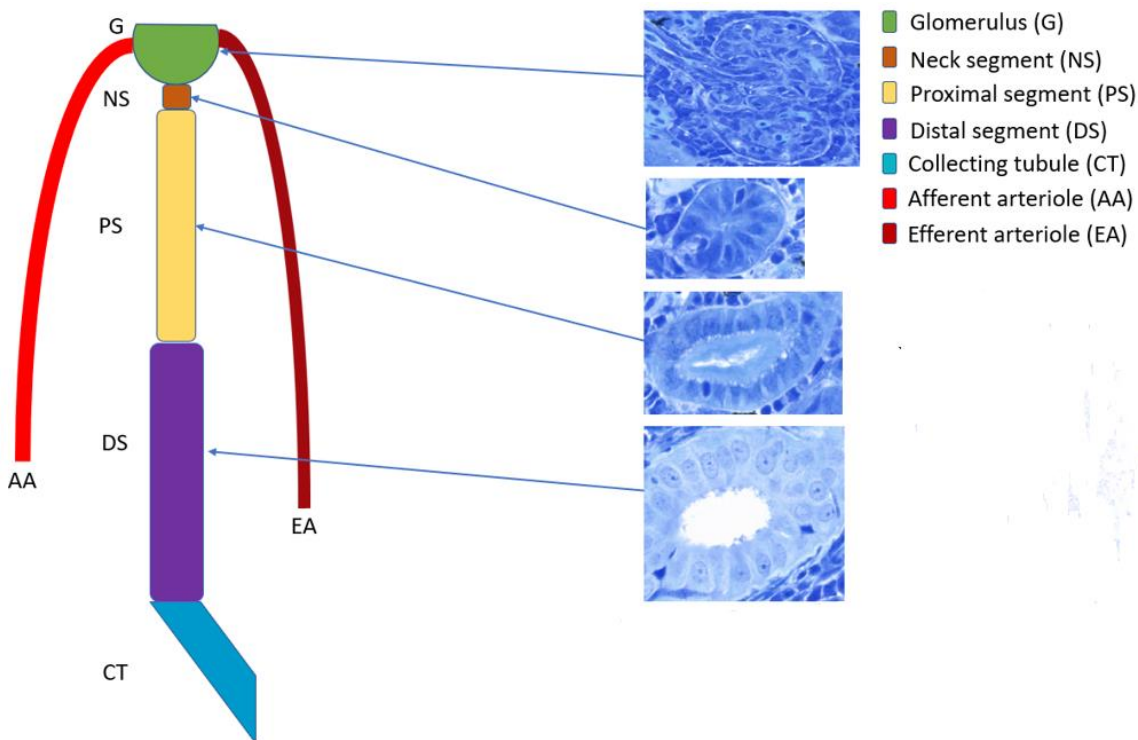 G
NS
PS
DS
AA
EA
CT
Glomerulus (G)
Neck segment (NS)
Proximal segment (PS)
Distal segment (DS)
Collecting tubule (CT)
Afferent arteriole (AA)
Efferent arteriole (EA)